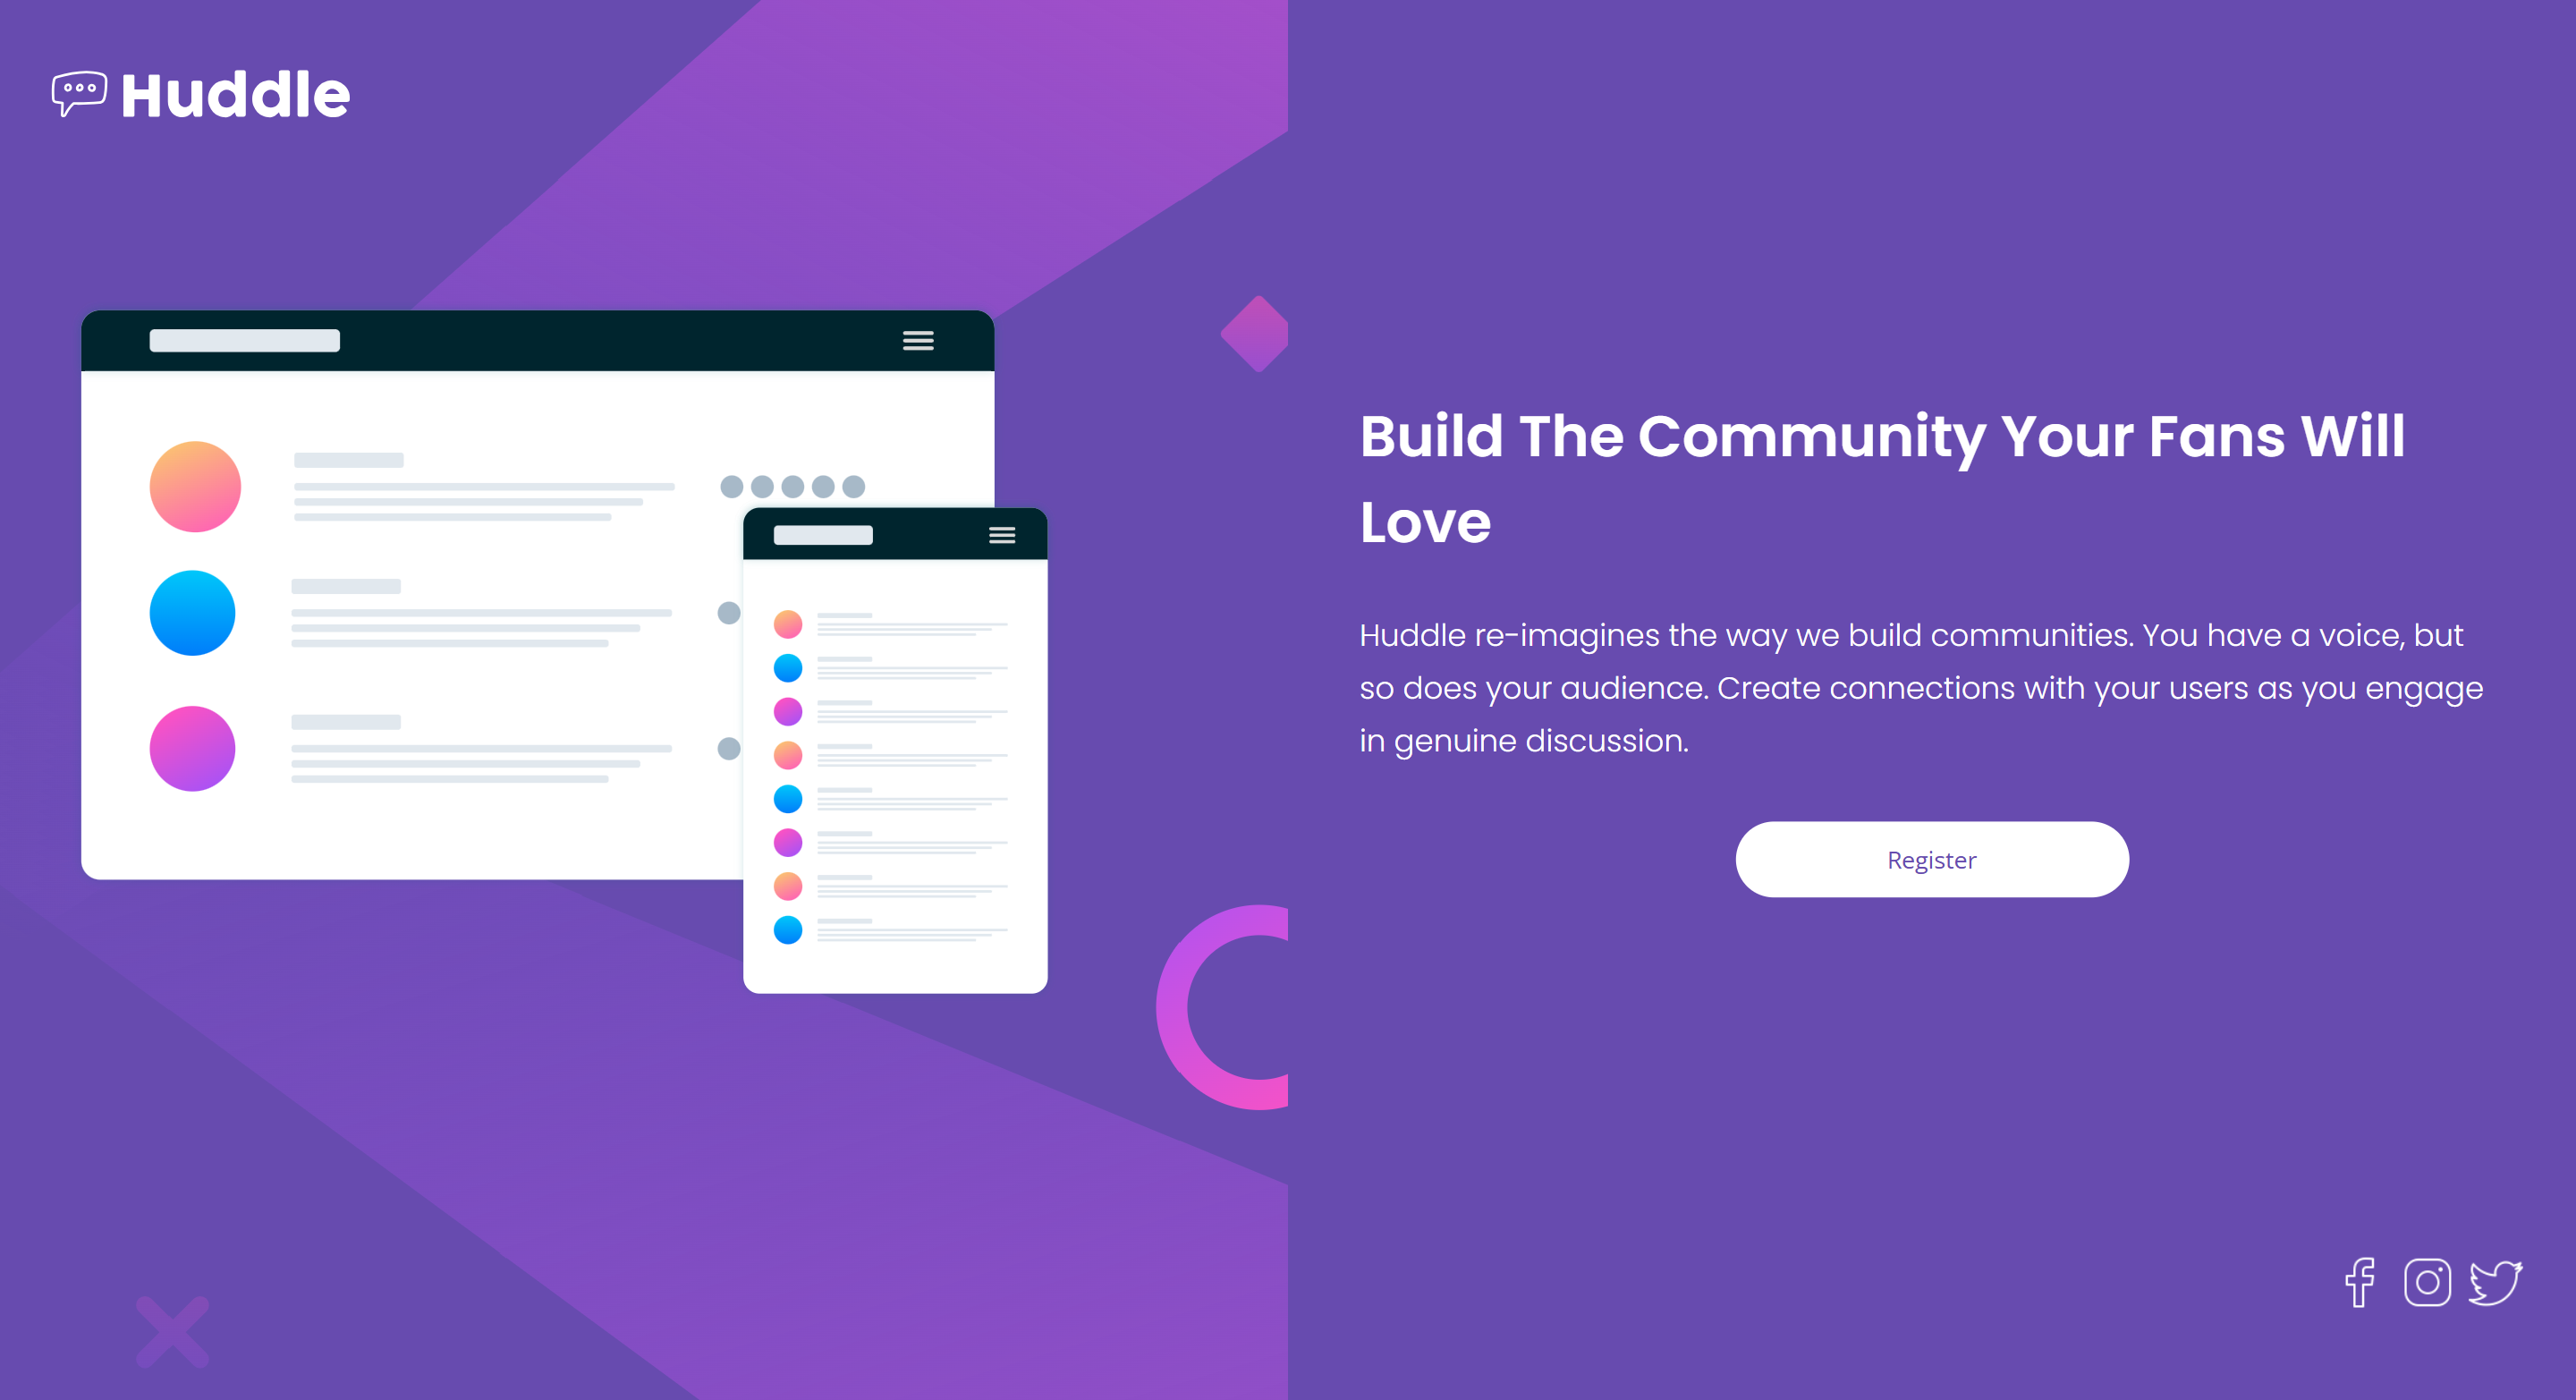 Huddle
Build The Community Your Fans Will
Love
Huddle re-imagines the way we build communities. You have a voice, but
so does your audience. Create connections with your users as you engage
in genuine discussion.
Register